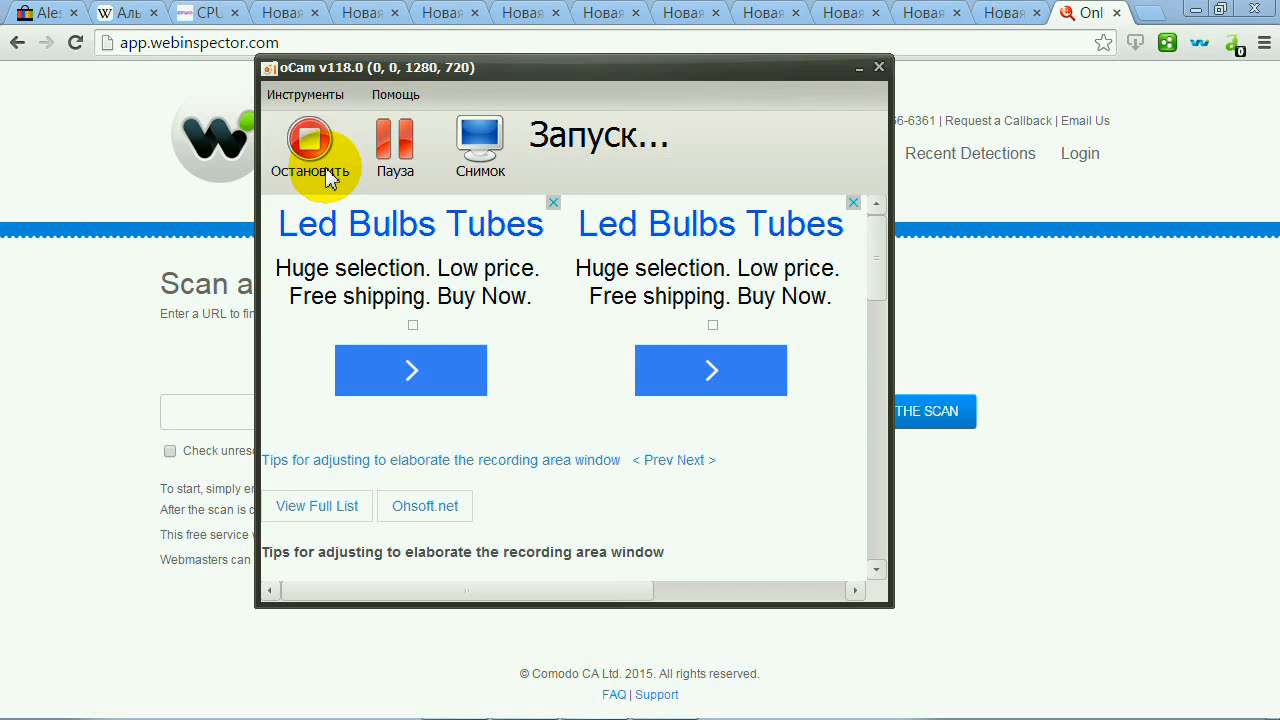 Ales
Аль
CPU
Новая
Новая
Новая
Новая
Новая
Новая
Новая
Новая
Новая
Новая
Onl
app.webinspector.com
0
oCam v118.0 (0, 0, 1280, 720)
Инструменты Помощь
Остановить Пауза Снимок Запуск...
6-6361 | Request a Callback | Email Us
Recent Detections Login
Led Bulbs Tubes
Huge selection. Low price.
Free shipping. Buy Now.
Led Bulbs Tubes
Huge selection. Low price.
Free shipping. Buy Now.
Scan a
Enter a URL to fin
THE SCAN
Check unres
Tips for adjusting to elaborate the recording area window < Prev Next >
To start, simply en
After the scan is c
This free service
Webmasters can
View Full List Ohsoft.net
Tips for adjusting to elaborate the recording area window
© Comodo CA Ltd. 2015. All rights reserved.
FAQ | Support